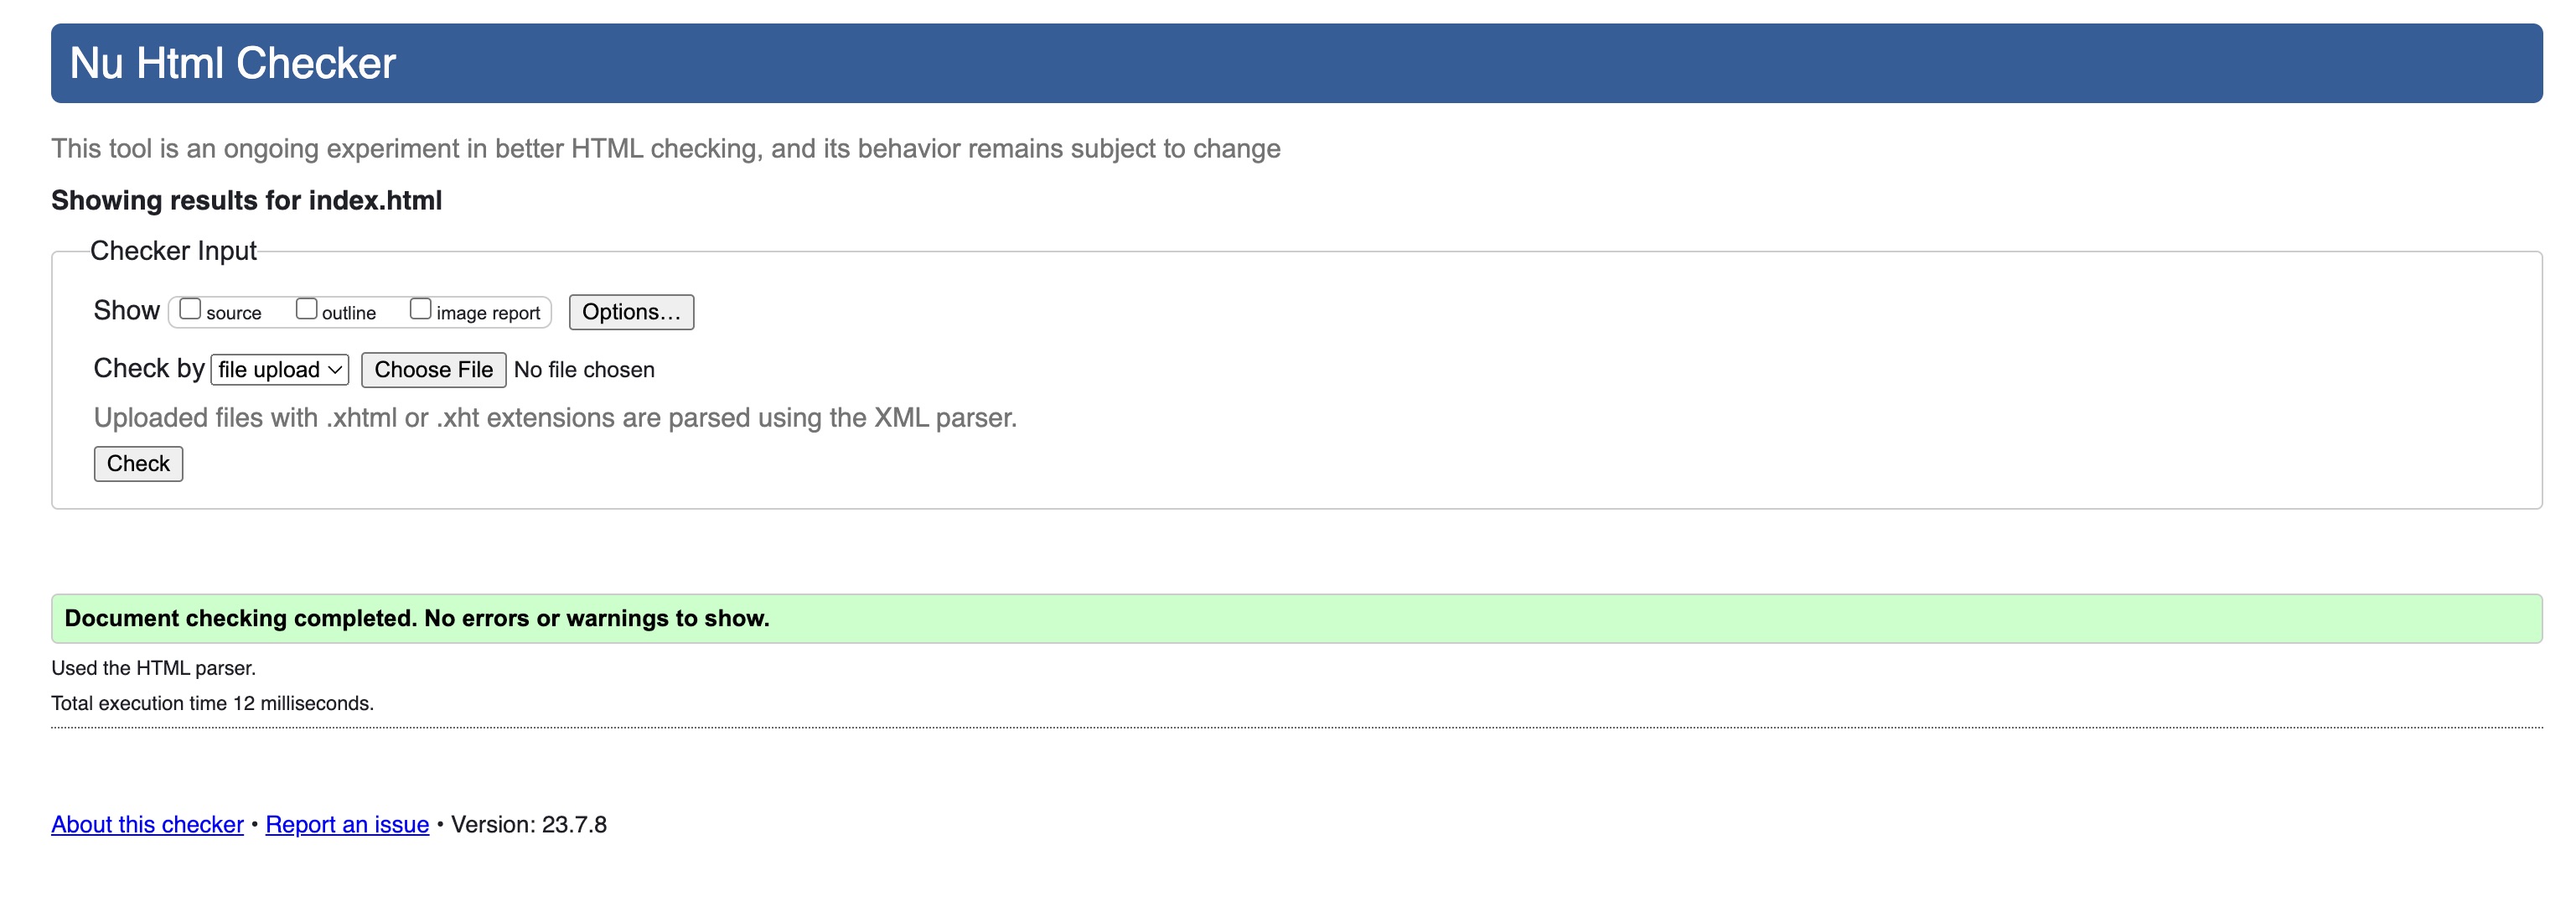 Nu Html Checker
This tool is an ongoing experiment in better HTML checking, and its behavior remains subject to change
Showing results for index.html
Checker Input
Show source outline image report Options…
Check by file upload Choose File No file chosen
Uploaded files with .xhtml or .xht extensions are parsed using the XML parser.
Check
Document checking completed. No errors or warnings to show.
Used the HTML parser.
Total execution time 12 milliseconds.
About this checker • Report an issue • Version: 23.7.8